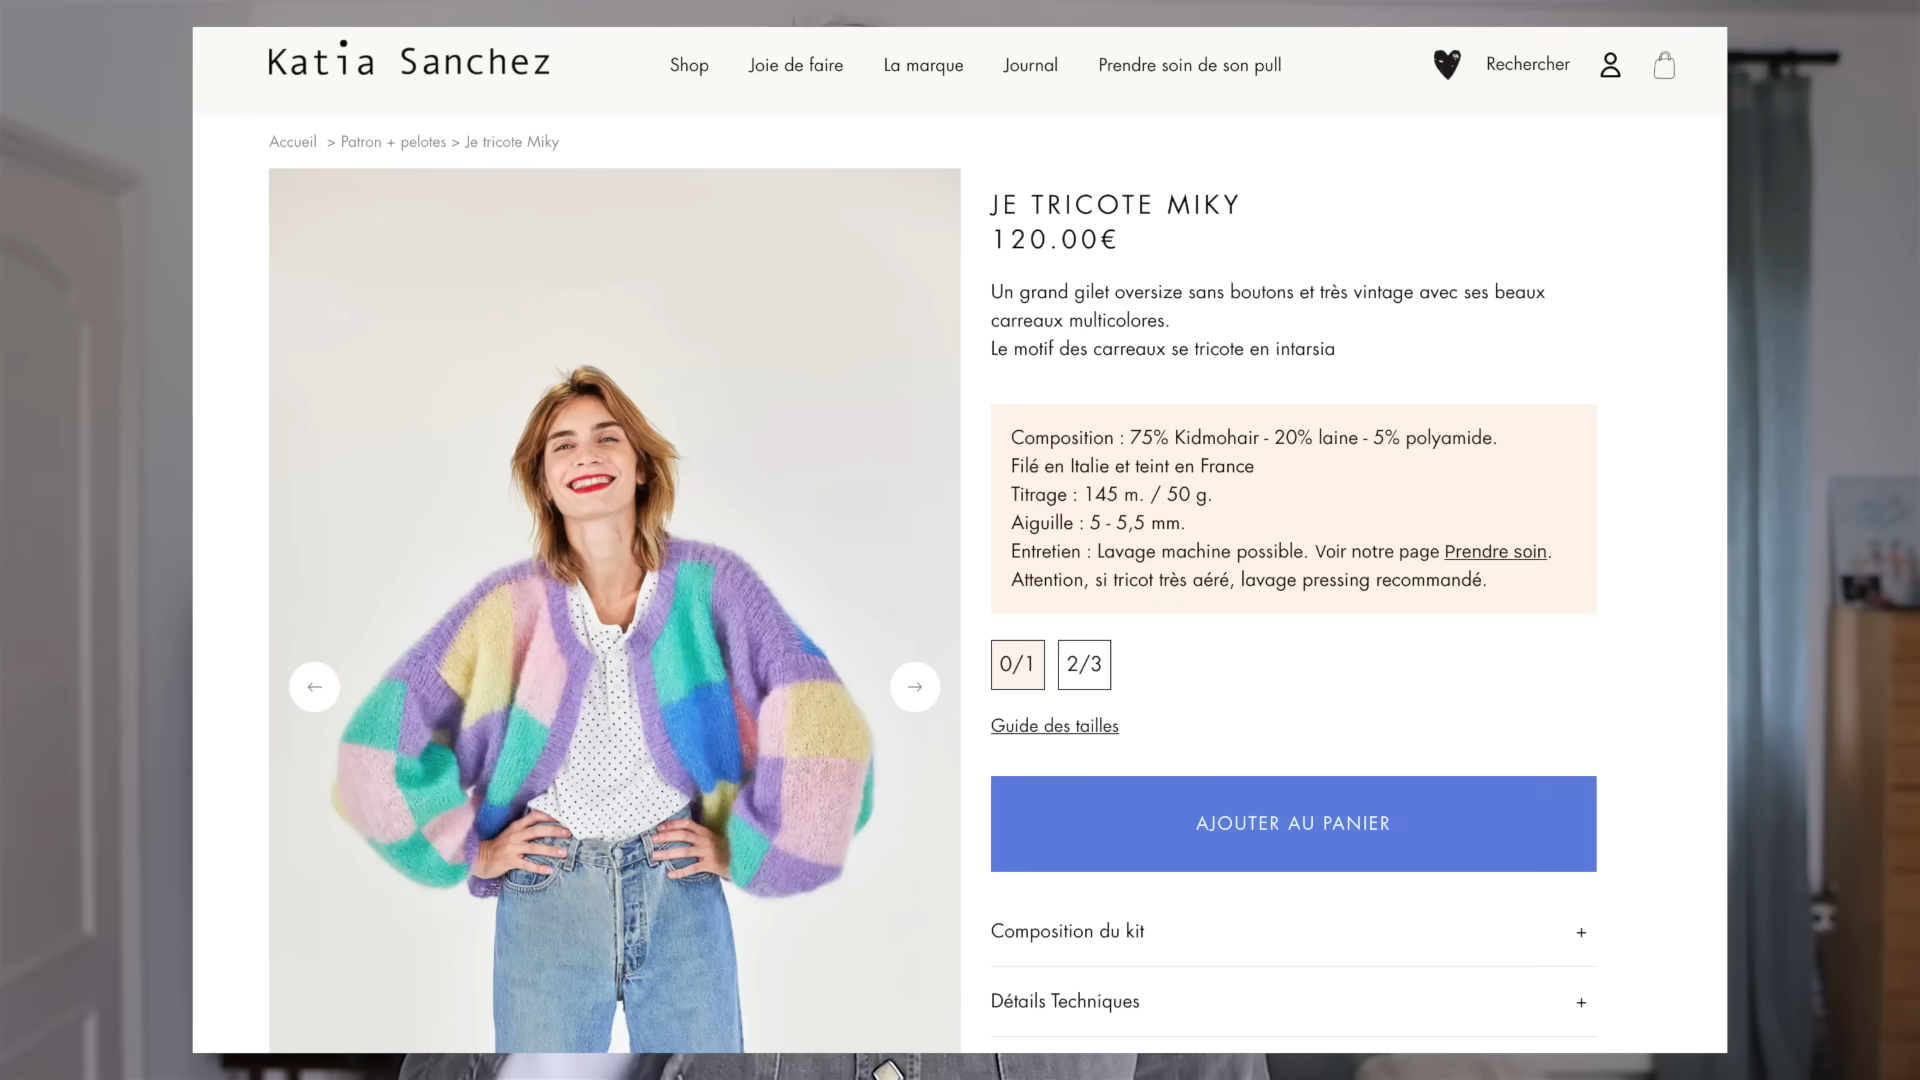 Katia Sanchez
Shop
Joie de faire
La marque
Journal
Prendre soin de son pull
Rechercher
Accueil > Patron + pelotes > Je tricote Miky
JE TRICOTE MIKY
120.00€
Un grand gilet oversize sans boutons et très vintage avec ses beaux
carreaux multicolores.
Le motif des carreaux se tricote en intarsia
Composition : 75% Kidmohair - 20% laine - 5% polyamide.
Filé en Italie et teint en France
Titrage : 145 m. / 50 g.
Aiguille : 5 - 5,5 mm.
Entretien : Lavage machine possible. Voir notre page Prendre soin.
Attention, si tricot très aéré, lavage pressing recommandé.
0/1
2/3
Guide des tailles
AJOUTER AU PANIER
Composition du kit +
Détails Techniques +